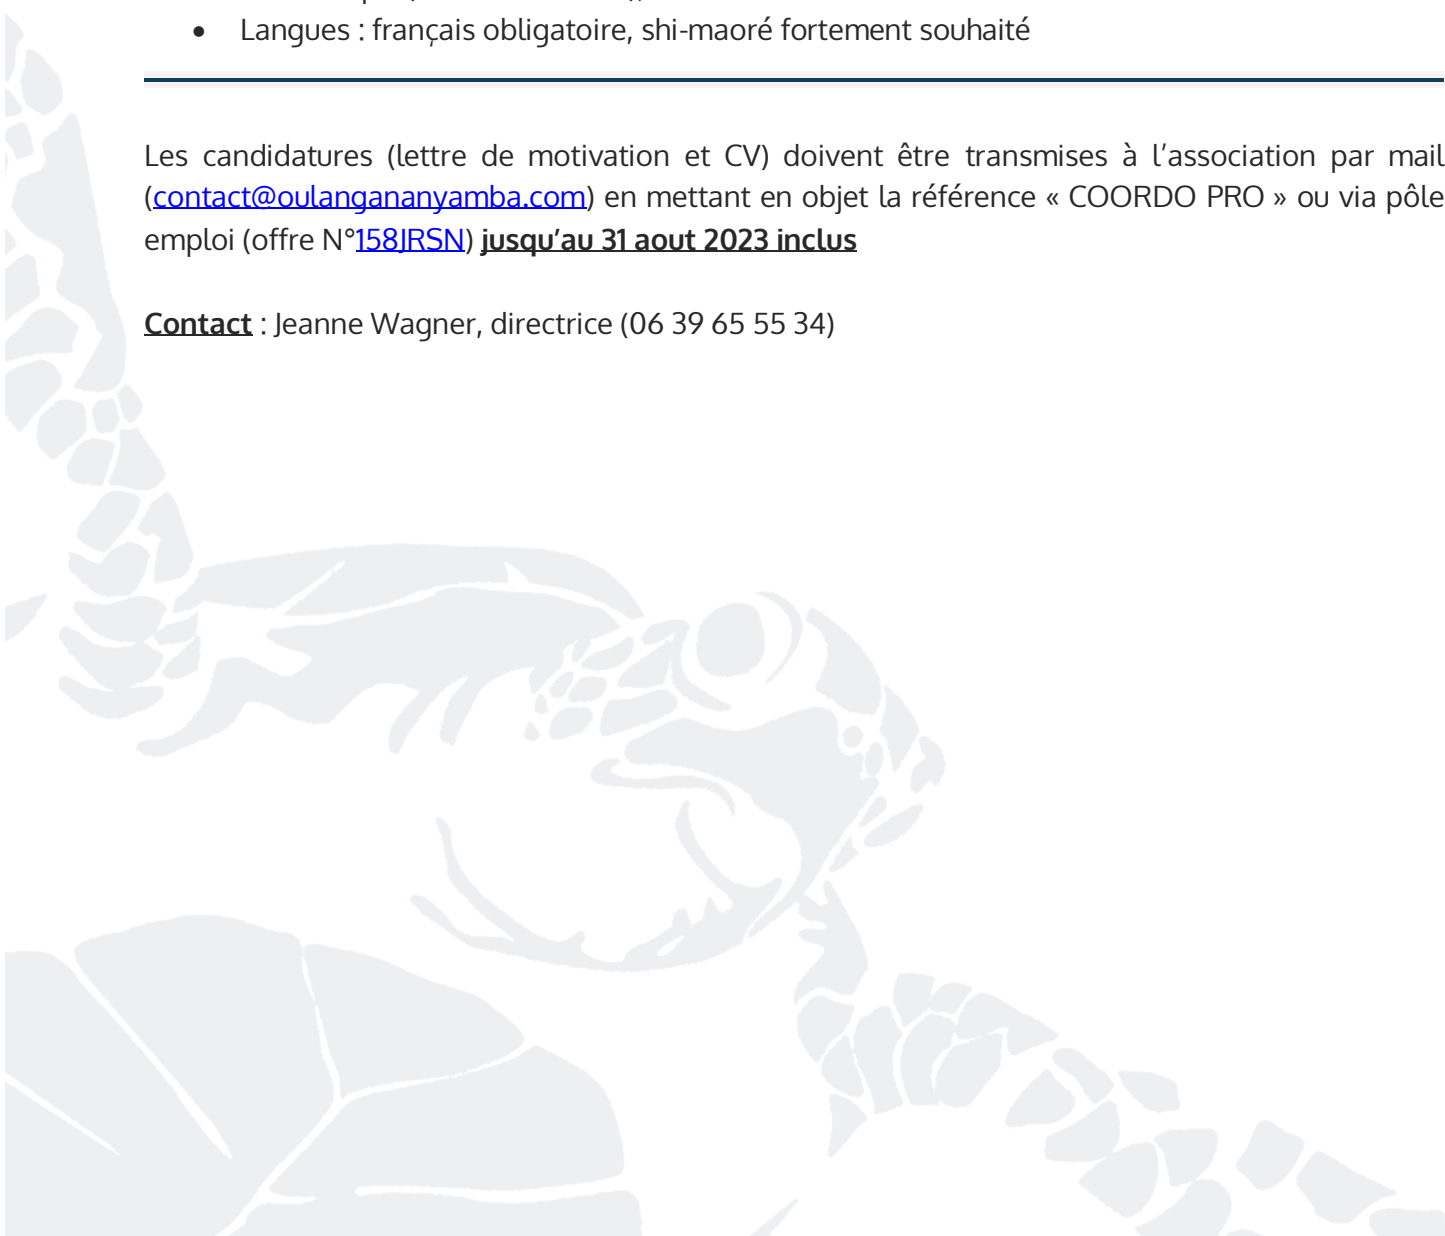 • Langues : français obligatoire, shi-maoré fortement souhaité
Les candidatures (lettre de motivation et CV) doivent être transmises à l’association par mail
(contact@oulangananyamba.com) en mettant en objet la référence « COORDO PRO » ou via pôle
emploi (offre N°158JRSN) jusqu’au 31 aout 2023 inclus
Contact : Jeanne Wagner, directrice (06 39 65 55 34)